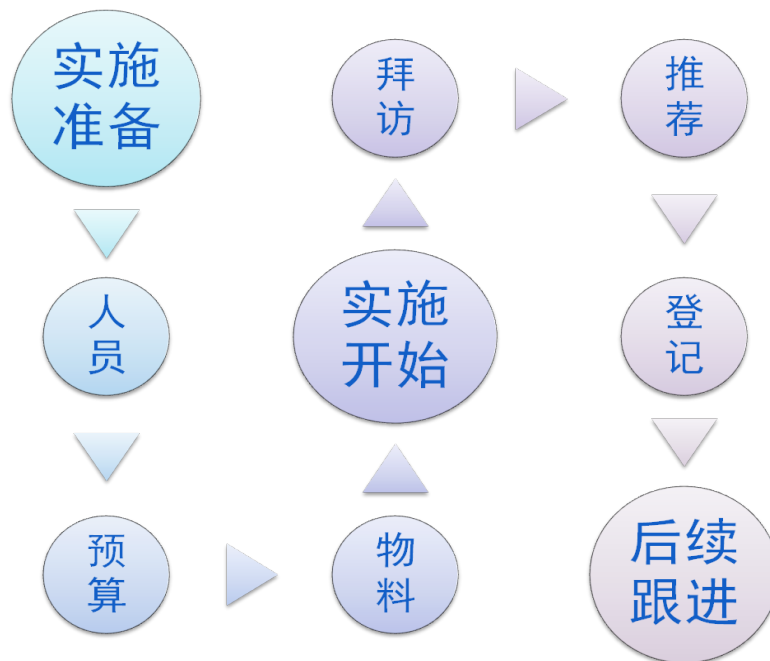 实施
准备
人
员
预
算
物
料
实施
开始
拜
访
推
荐
登
记
后续
跟进